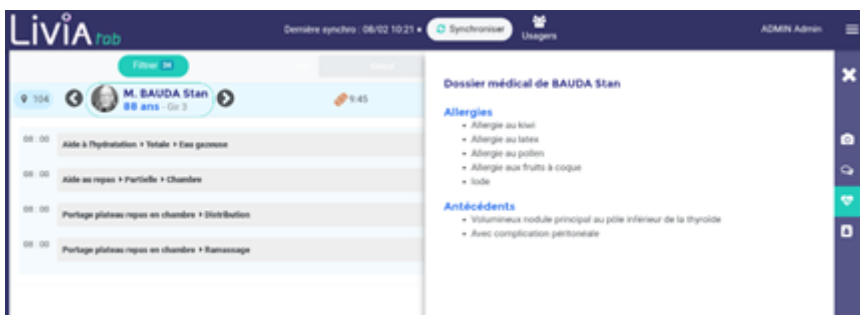 LiViA tab
Dernière synchro : 08/02 10:21
Synchroniser
Usagers
ADMIN Admin
Filtrer 24
104
M. BAUDA Stan
88 ans - Gir 3
9:45
08 : 00 Aide à l'hydratation Totale Eau gazeuse
08 : 00 Aide au repas Partielle Chambre
08 : 00 Portage plateau repas en chambre Distribution
08 : 00 Portage plateau repas en chambre Ramassage
Dossier médical de BAUDA Stan
Allergies
• Allergie au kiwi
• Allergie au latex
• Allergie au pollen
• Allergie aux fruits à coque
• Iode
Antécédents
• Volumineux nodule principal au pôle inférieur de la thyroïde
• Avec complication péritonéale